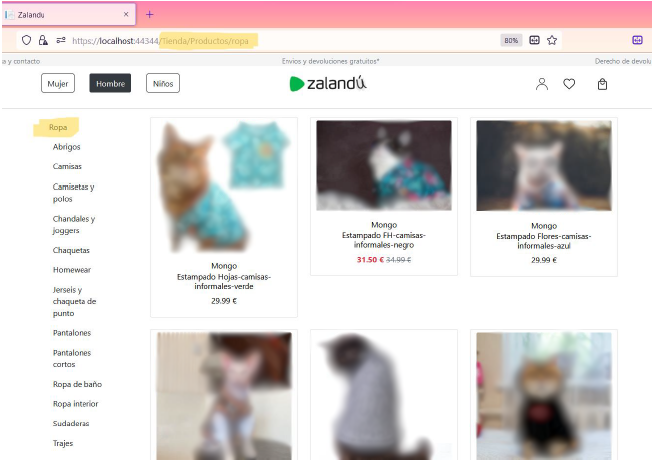 Zalandu
https://localhost:44344/Tienda/Productos/ropa
80%
a y contacto
Envíos y devoluciones gratuitos*
Derecho de devolu
Mujer
Hombre
Niños
zalandú
Ropa
Abrigos
Camisas
Camisetas y
polos
Chandales y
joggers
Chaquetas
Homewear
Jerseis y
chaqueta de
punto
Pantalones
Pantalones
cortos
Ropa de baño
Ropa interior
Sudaderas
Trajes
Mongo
Estampado Hojas-camisas-
informales-verde
29.99 €
Mongo
Estampado FH-camisas-
informales-negro
31.50 € 34.99 €
Mongo
Estampado Flores-camisas-
informales-azul
29.99 €